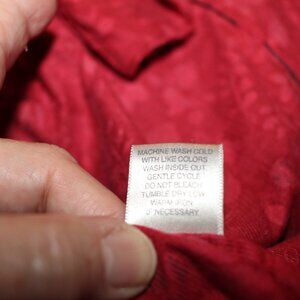 MACHINE WASH COLD
WITH LIKE COLORS
WASH INSIDE OUT
GENTLE CYCLE
DO NOT BLEACH
TUMBLE DRY LOW
WARM IRON
IF NECESSARY